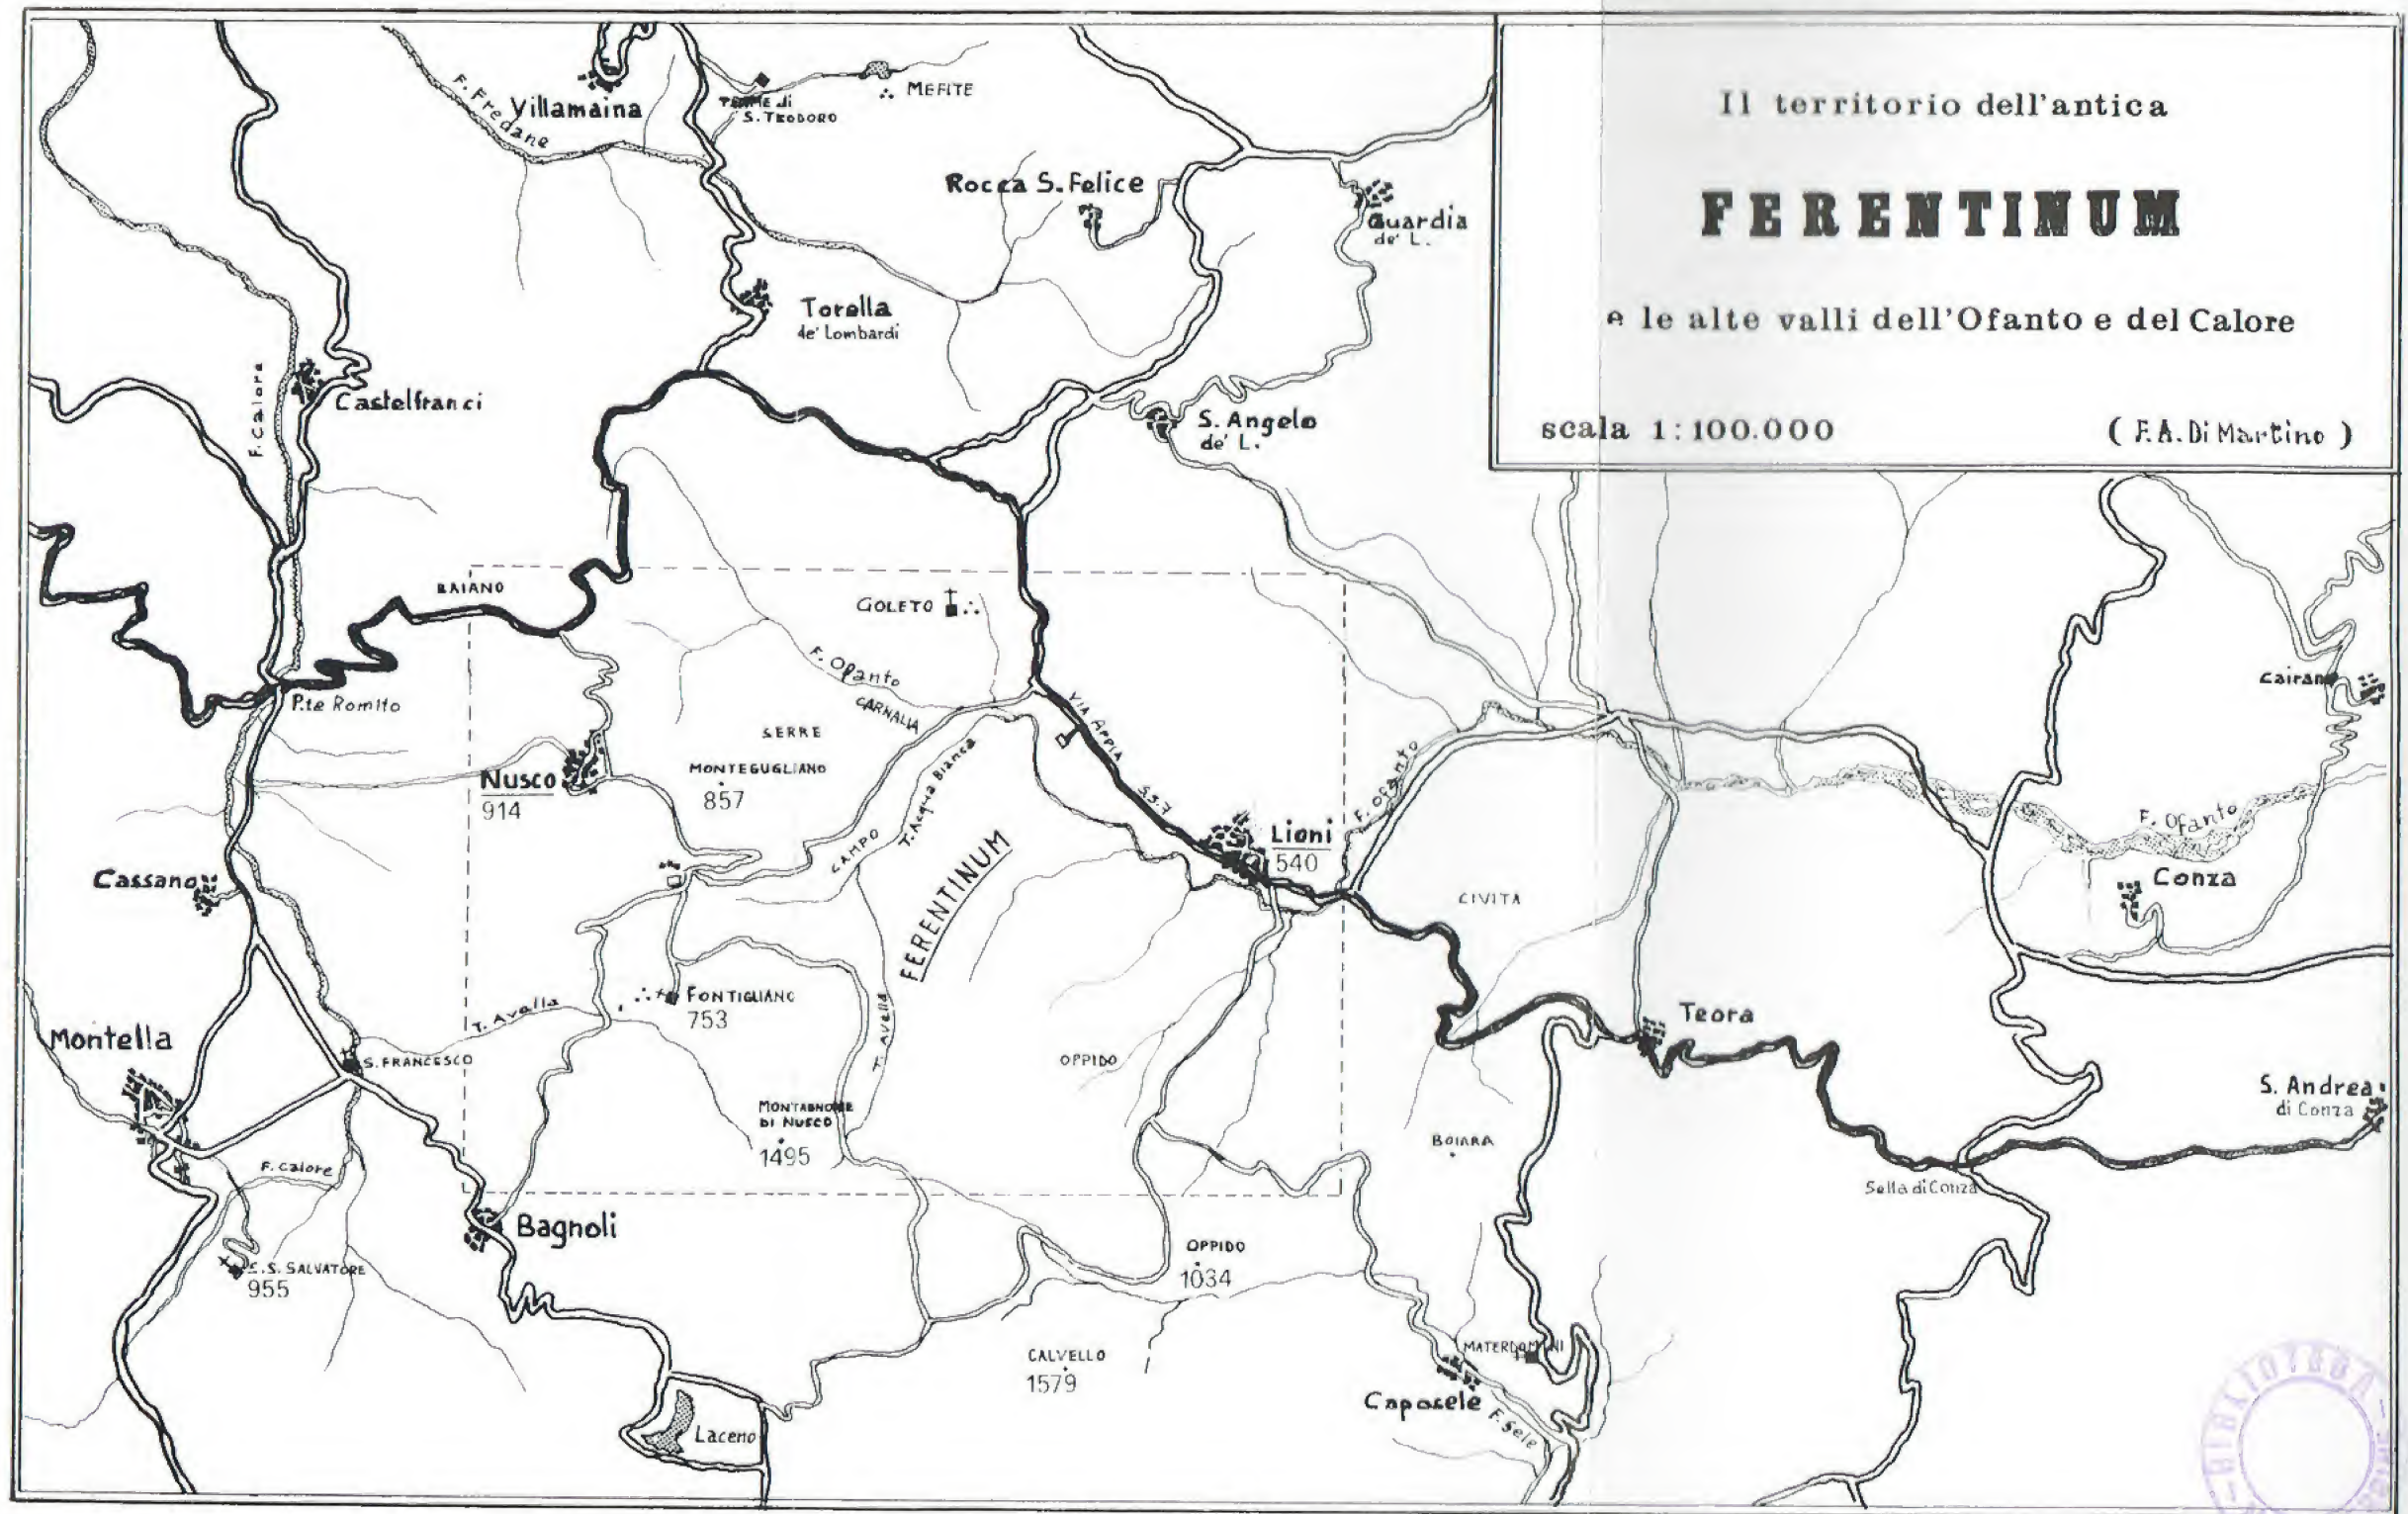 Il territorio dell'antica
FERENTINUM
e le alte valli dell'Ofanto e del Calore
scala 1:100.000
( F.A. Di Martino )
F. Fredane
Villamaina
TERME di
S. TEODORO
MEFITE
Rocca S. Felice
Guardia
de' L.
Torella
de' Lombardi
F. Calore
Castelfranci
S. Angelo
de' L.
BAIANO
GOLETO
F. Ofanto
CARNALIA
P.te Romito
SERRE
VIA APPIA
S.S.7
Cairano
Nusco
914
MONTEGUGLIANO
857
T. Acqua Bianca
CAMPO
F. Ofanto
Lioni
540
F. Ofanto
Conza
Cassano
FERENTINUM
CIVITA
FONTIGLIANO
753
T. Avella
T. Avella
Montella
S. FRANCESCO
OPPIDO
Teora
S. Andrea
di Conza
MONTAGNONE
DI NUSCO
1495
BOIARA
F. Calore
Sella di Conza
Bagnoli
S.S. SALVATORE
955
OPPIDO
1034
CALVELLO
1579
MATERDOMINI
Caposele
F. Sele
Laceno